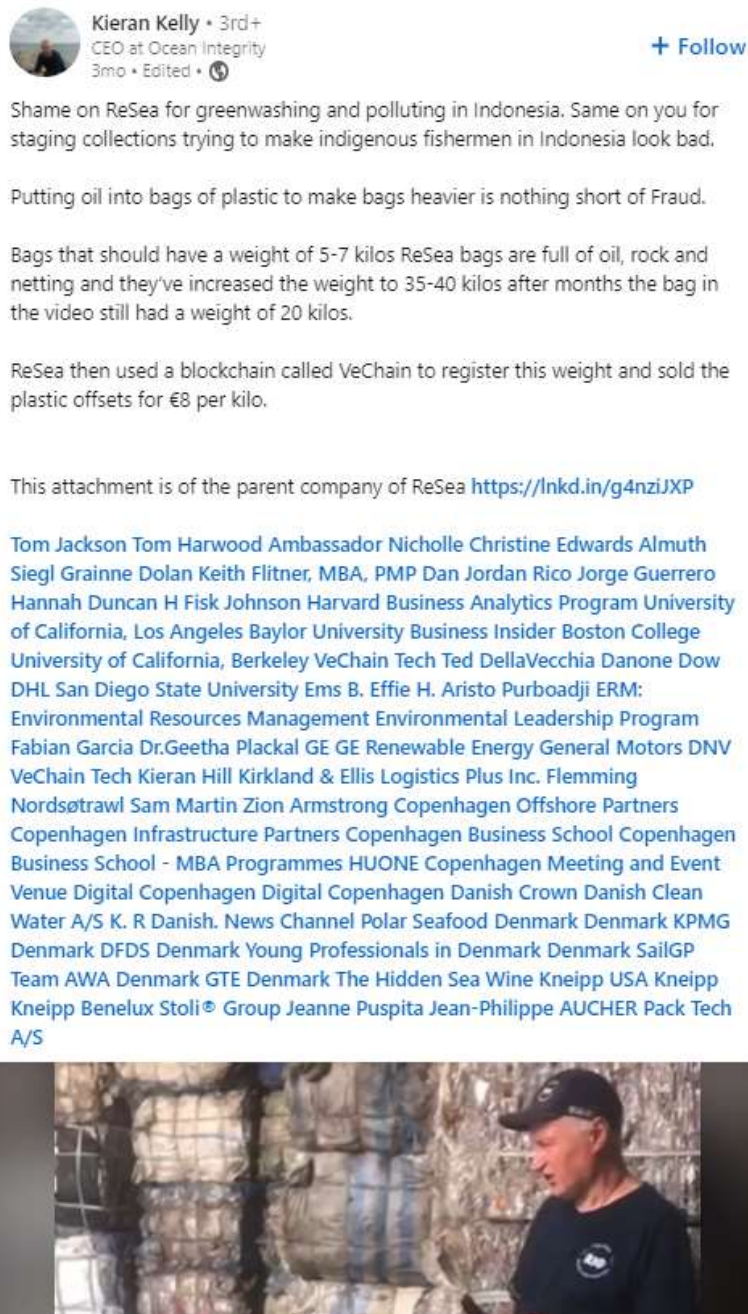 Kieran Kelly • 3rd+
CEO at Ocean Integrity
3mo • Edited •
+ Follow
Shame on ReSea for greenwashing and polluting in Indonesia. Same on you for
staging collections trying to make indigenous fishermen in Indonesia look bad.
Putting oil into bags of plastic to make bags heavier is nothing short of Fraud.
Bags that should have a weight of 5-7 kilos ReSea bags are full of oil, rock and
netting and they've increased the weight to 35-40 kilos after months the bag in
the video still had a weight of 20 kilos.
ReSea then used a blockchain called VeChain to register this weight and sold the
plastic offsets for €8 per kilo.
This attachment is of the parent company of ReSea https://lnkd.in/g4nziJXP
Tom Jackson Tom Harwood Ambassador Nicholle Christine Edwards Almuth
Siegl Grainne Dolan Keith Flitner, MBA, PMP Dan Jordan Rico Jorge Guerrero
Hannah Duncan H Fisk Johnson Harvard Business Analytics Program University
of California, Los Angeles Baylor University Business Insider Boston College
University of California, Berkeley VeChain Tech Ted DellaVecchia Danone Dow
DHL San Diego State University Ems B. Effie H. Aristo Purboadji ERM:
Environmental Resources Management Environmental Leadership Program
Fabian Garcia Dr.Geetha Plackal GE GE Renewable Energy General Motors DNV
VeChain Tech Kieran Hill Kirkland & Ellis Logistics Plus Inc. Flemming
Nordsøtrawl Sam Martin Zion Armstrong Copenhagen Offshore Partners
Copenhagen Infrastructure Partners Copenhagen Business School Copenhagen
Business School - MBA Programmes HUONE Copenhagen Meeting and Event
Venue Digital Copenhagen Digital Copenhagen Danish Crown Danish Clean
Water A/S K. R Danish. News Channel Polar Seafood Denmark Denmark KPMG
Denmark DFDS Denmark Young Professionals in Denmark Denmark SailGP
Team AWA Denmark GTE Denmark The Hidden Sea Wine Kneipp USA Kneipp
Kneipp Benelux Stoli® Group Jeanne Puspita Jean-Philippe AUCHER Pack Tech
A/S